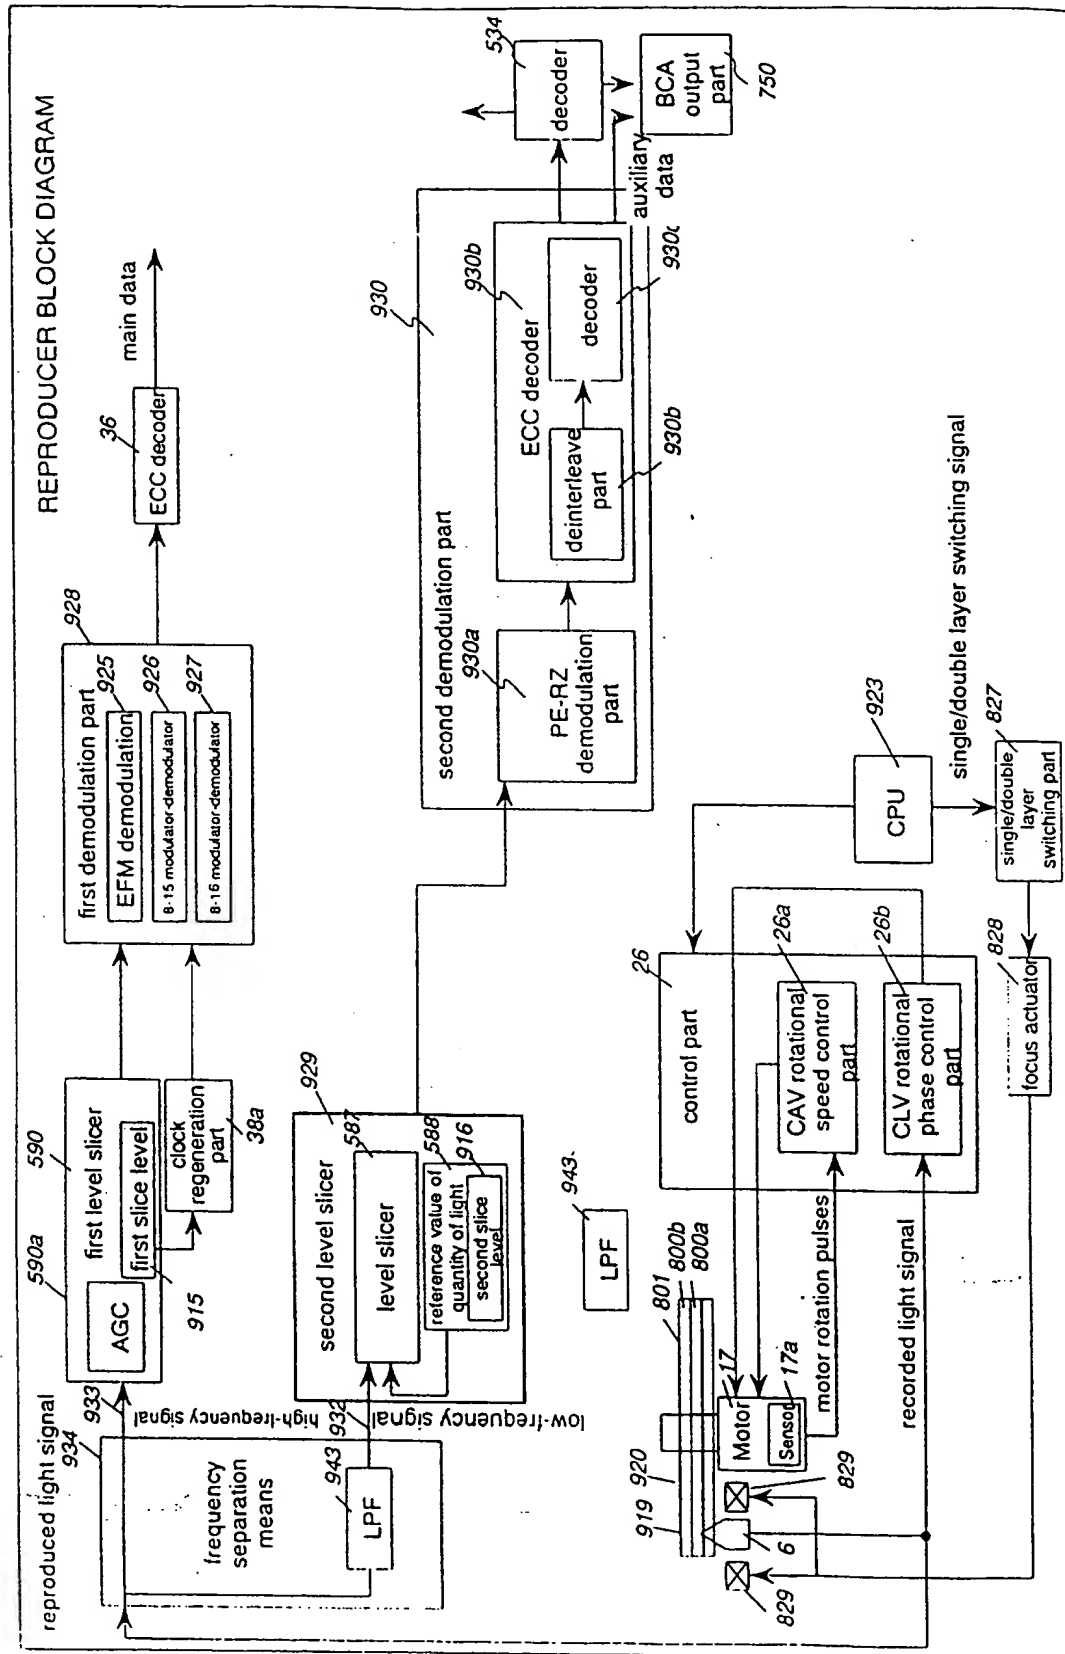 REPRODUCER BLOCK DIAGRAM
reproduced light signal
934
frequency
separation
means
943
LPF
933
high-frequency signal
932
low-frequency signal
590a
590
first level slicer
AGC
first slice level
915
clock
regeneration
part
38a
928
first demodulation part
EFM demodulation
925
8-15 modulator-demodulator
926
8-16 modulator-demodulator
927
36
ECC decoder
main data
929
second level slicer
587
level slicer
588
reference value of
quantity of light
916
second slice
level
930
second demodulation part
930a
PE-RZ
demodulation
part
930b
ECC decoder
deinterleave
part
930b
decoder
930c
auxiliary
data
534
decoder
BCA
output
part
750
943
LPF
919
920
801
800b
800a
Motor
17
Sensor
17a
829
6
829
motor rotation pulses
recorded light signal
26
control part
CAV rotational
speed control
part
26a
CLV rotational
phase control
part
26b
CPU
923
single/double layer switching signal
827
single/double
layer
switching part
828
focus actuator